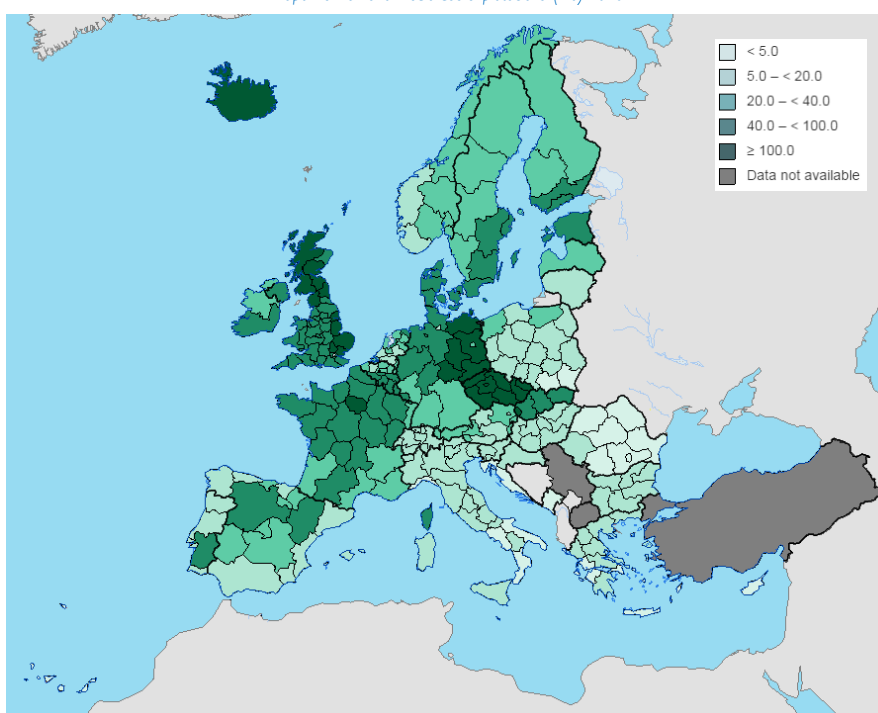 < 5.0
5.0 – < 20.0
20.0 – < 40.0
40.0 – < 100.0
≥ 100.0
Data not available